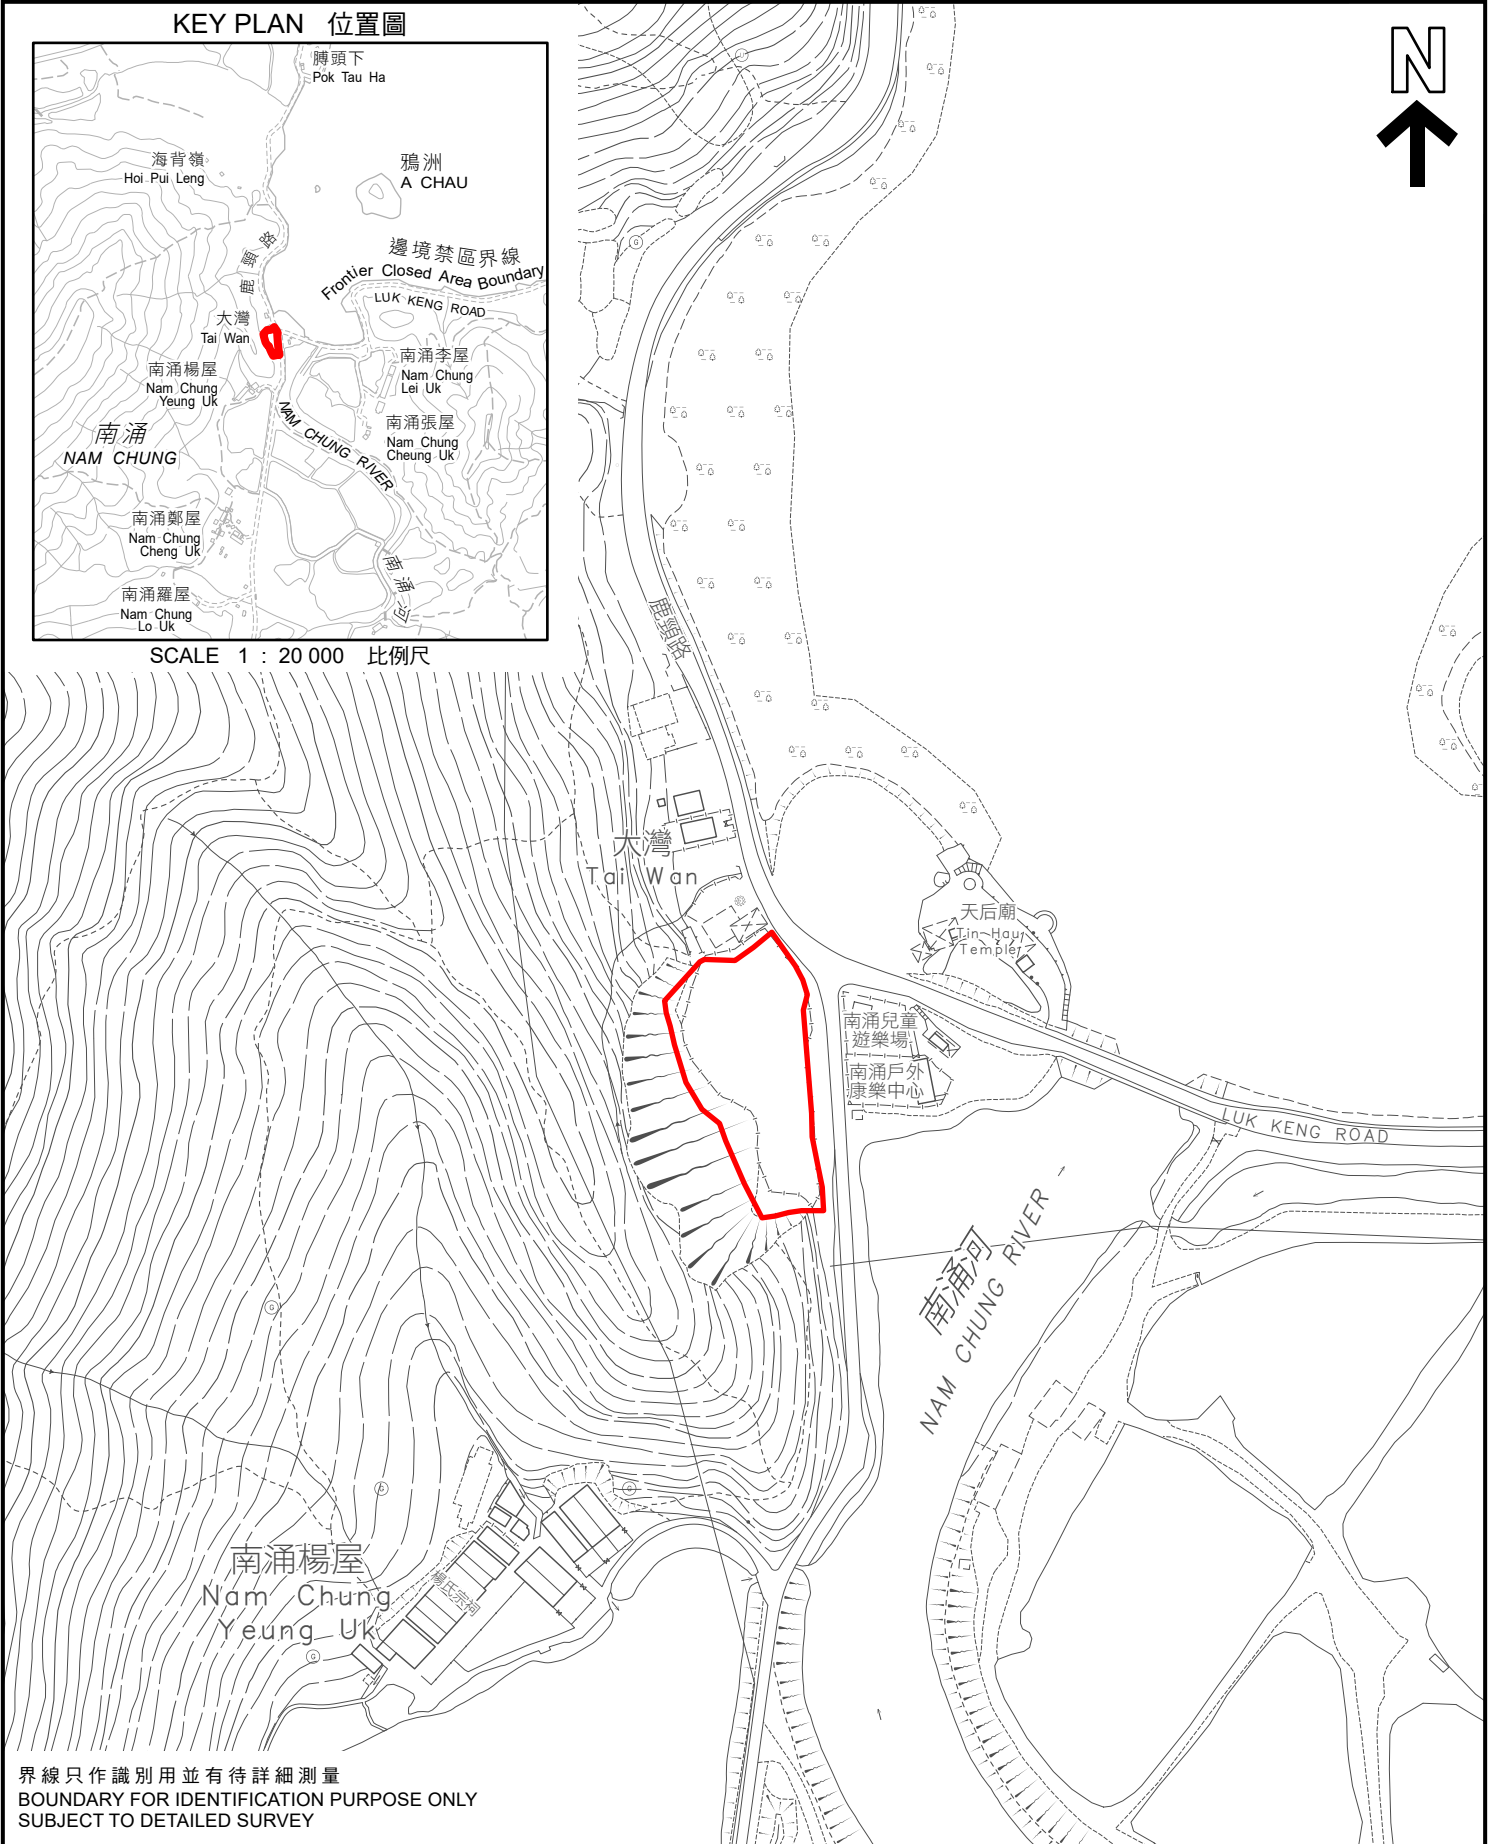 KEY PLAN 位置圖
N
膊頭下
Pok Tau Ha
海背嶺
Hoi Pui Leng
鴉洲
A CHAU
鹿頸路
邊境禁區界線
Frontier Closed Area Boundary
LUK KENG ROAD
大灣
Tai Wan
南涌楊屋
Nam Chung
Yeung Uk
南涌李屋
Nam Chung
Lei Uk
南涌張屋
Nam Chung
Cheung Uk
NAM CHUNG RIVER
南涌
NAM CHUNG
南涌鄭屋
Nam Chung
Cheng Uk
南涌河
南涌羅屋
Nam Chung
Lo Uk
SCALE 1 : 20 000 比例尺
鹿頸路
大灣
Tai Wan
天后廟
Tin Hau
Temple
南涌兒童
遊樂場
南涌戶外
康樂中心
LUK KENG ROAD
南涌河
NAM CHUNG RIVER
南涌楊屋
Nam Chung
Yeung Uk
楊氏宗祠
G
G
G
G
G
界線只作識別用並有待詳細測量
BOUNDARY FOR IDENTIFICATION PURPOSE ONLY
SUBJECT TO DETAILED SURVEY